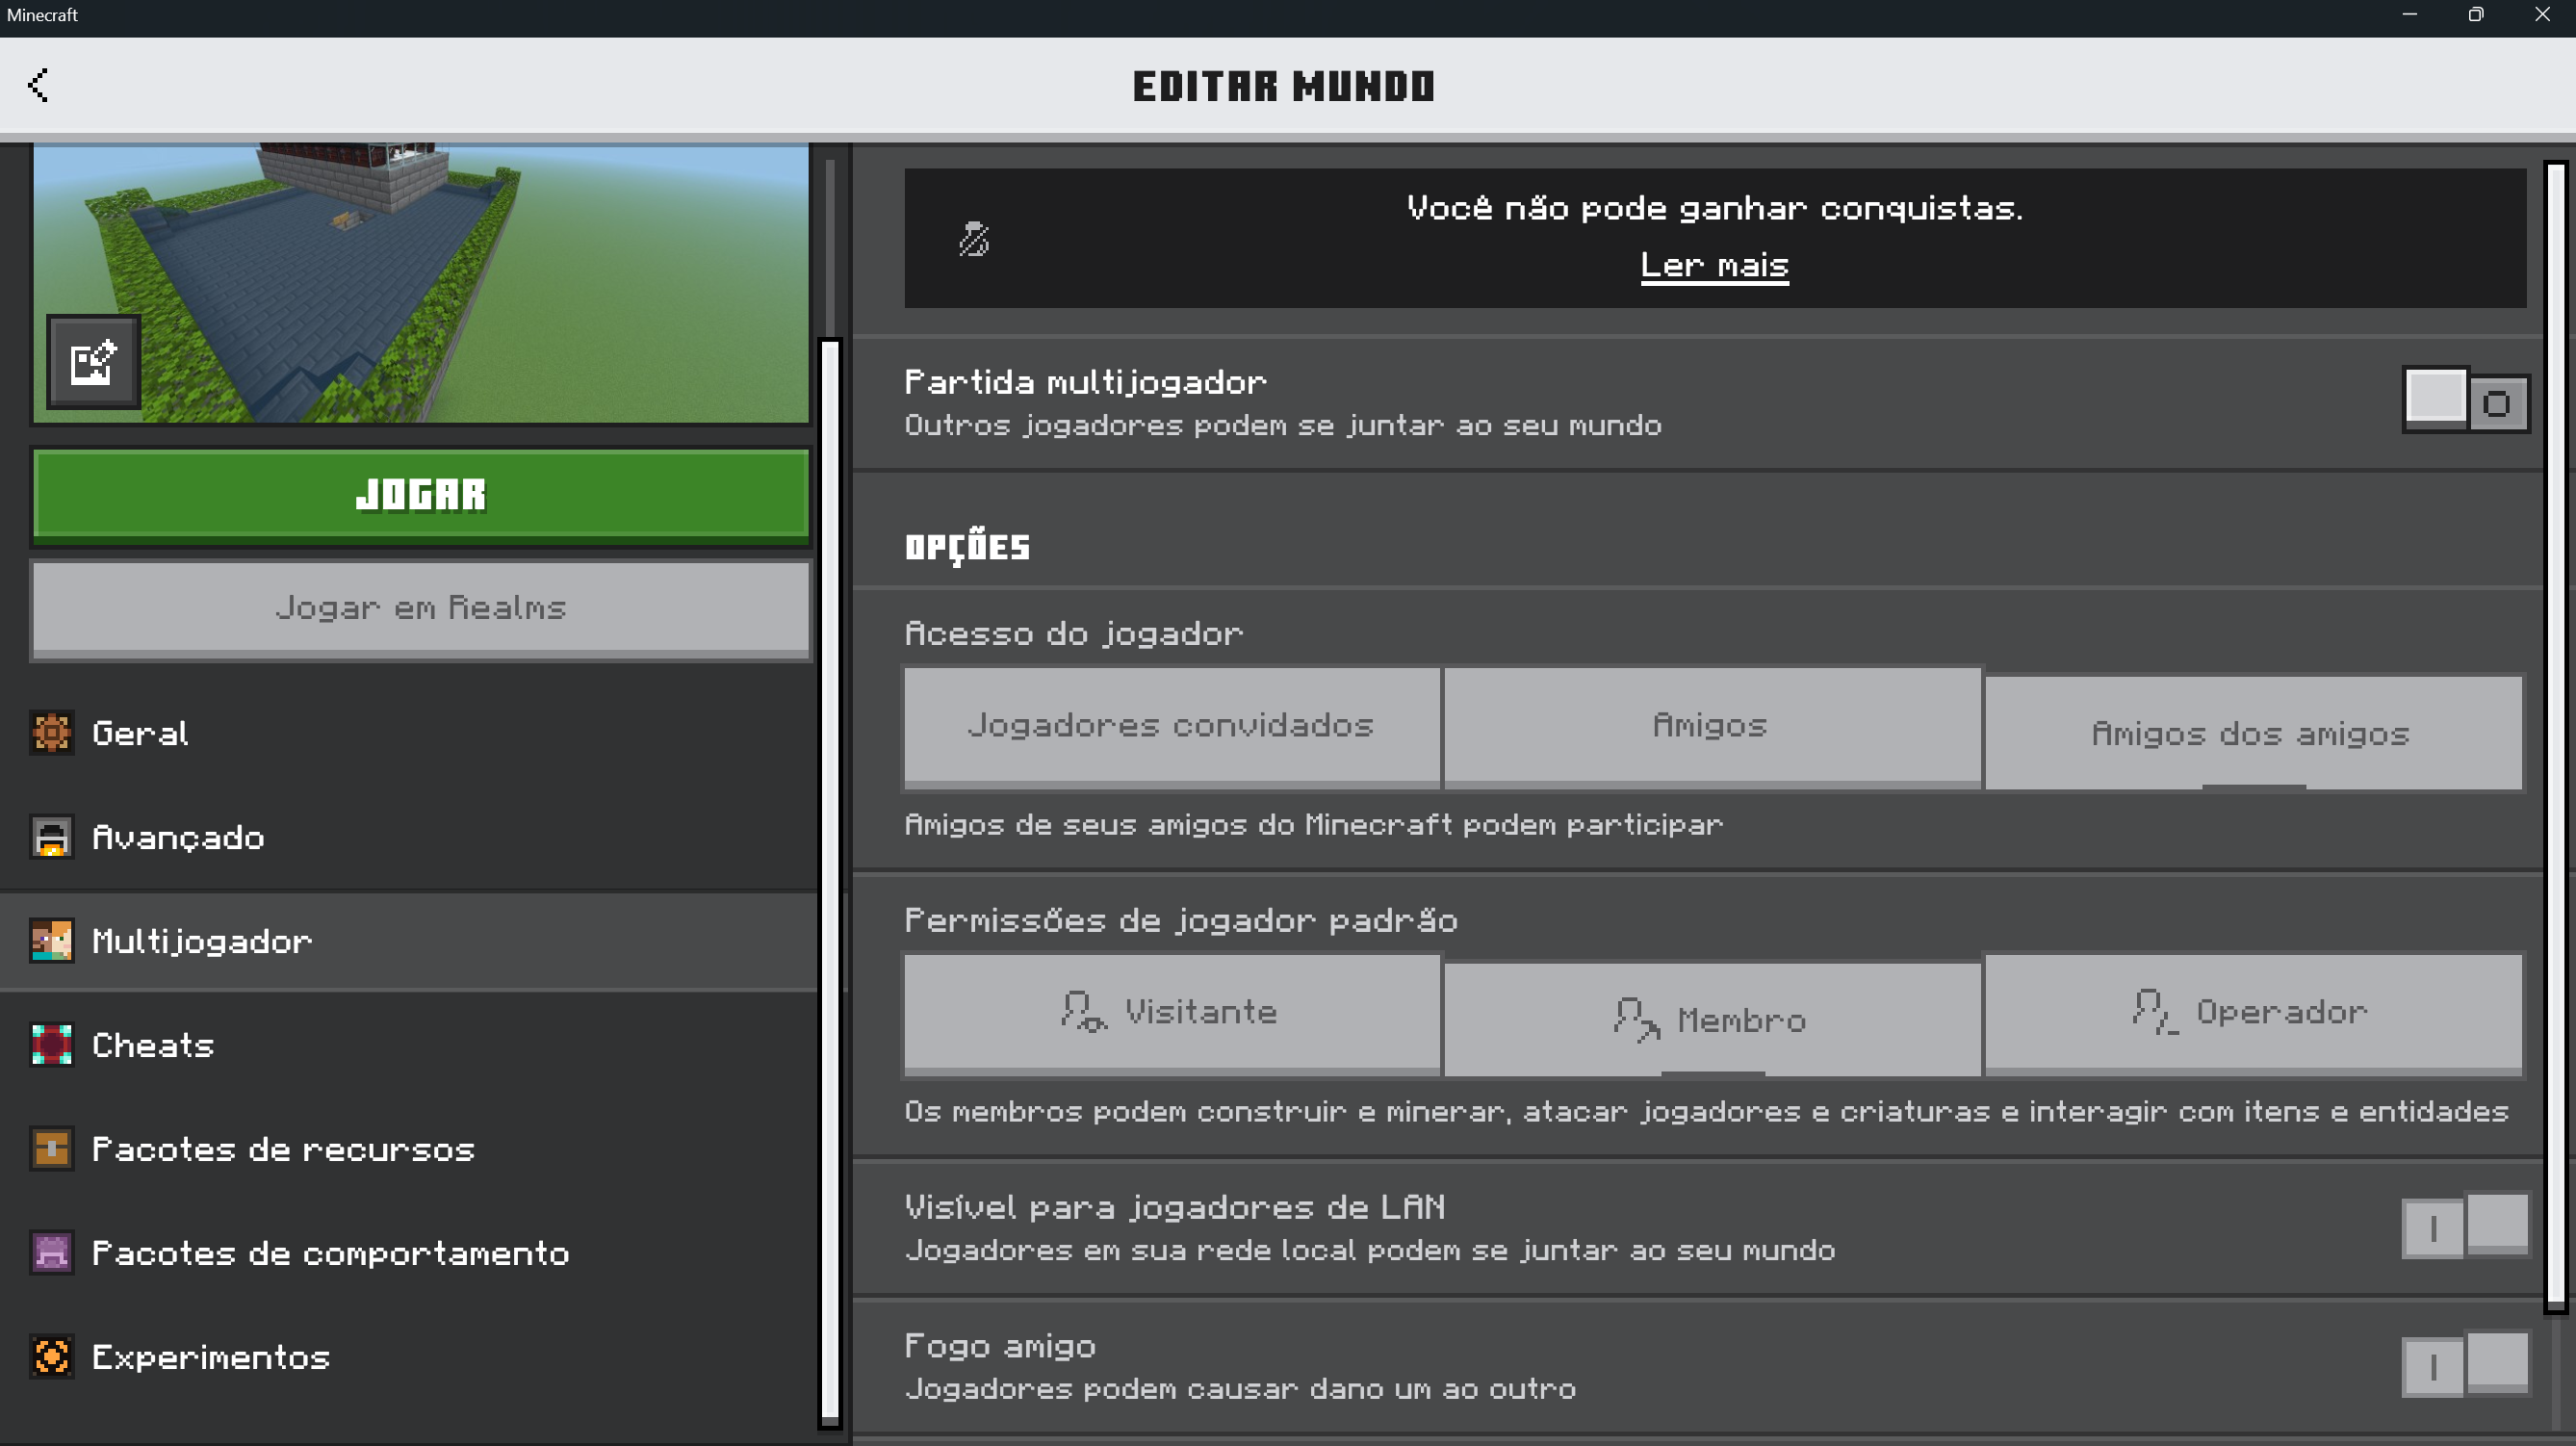 Minecraft
EDITAR MUNDO
JOGAR
Jogar em Realms
Geral
Avançado
Multijogador
Cheats
Pacotes de recursos
Pacotes de comportamento
Experimentos
Você não pode ganhar conquistas.
Ler mais
Partida multijogador
Outros jogadores podem se juntar ao seu mundo
OPÇÕES
Acesso do jogador
Jogadores convidados
Amigos
Amigos dos amigos
Amigos de seus amigos do Minecraft podem participar
Permissões de jogador padrão
Visitante
Membro
Operador
Os membros podem construir e minerar, atacar jogadores e criaturas e interagir com itens e entidades
Visível para jogadores de LAN
Jogadores em sua rede local podem se juntar ao seu mundo
Fogo amigo
Jogadores podem causar dano um ao outro